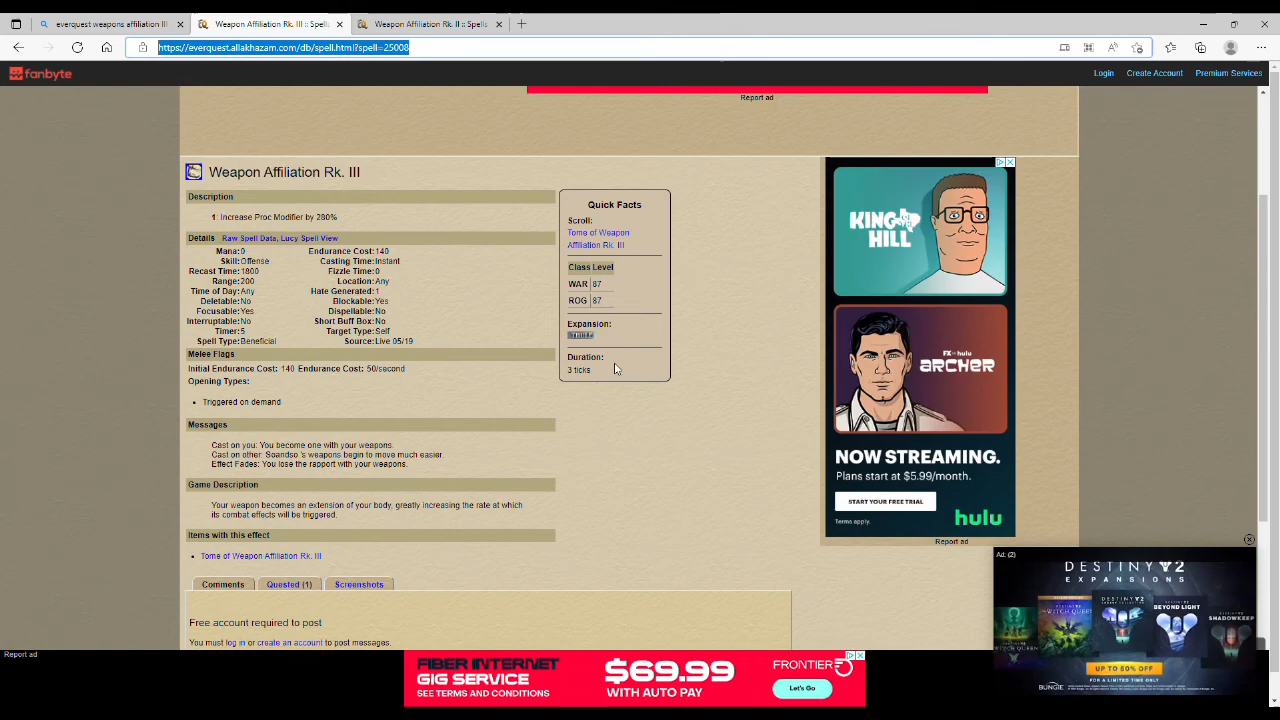 everquest weapons affiliation III
Weapon Affiliation Rk. III :: Spells
Weapon Affiliation Rk. II :: Spells
https://everquest.allakhazam.com/db/spell.html?spell=25008
fanbyte
Login Create Account Premium Services
Report ad
Weapon Affiliation Rk. III
Description
1: Increase Proc Modifier by 280%
Details Raw Spell Data, Lucy Spell View
Mana:0 Endurance Cost:140
Skill:Offense Casting Time:Instant
Recast Time:1800 Fizzle Time:0
Range:200 Location:Any
Time of Day:Any Hate Generated:1
Deletable:No Blockable:Yes
Focusable:Yes Dispellable:No
Interruptable:No Short Buff Box:No
Timer:5 Target Type:Self
Spell Type:Beneficial Source:Live 05/19
Melee Flags
Initial Endurance Cost: 140 Endurance Cost: 50/second
Opening Types:
• Triggered on demand
Messages
Cast on you: You become one with your weapons.
Cast on other: Soandso 's weapons begin to move much easier.
Effect Fades: You lose the rapport with your weapons.
Game Description
Your weapon becomes an extension of your body, greatly increasing the rate at which
its combat effects will be triggered.
Items with this effect
• Tome of Weapon Affiliation Rk. III
Comments Quested (1) Screenshots
Free account required to post
You must log in or create an account to post messages.
Quick Facts
Scroll:
Tome of Weapon
Affiliation Rk. III
Class Level
WAR 87
ROG 87
Expansion:
Duration:
3 ticks
KING OF THE
HILL
FX on hulu
ARCHER
NOW STREAMING.
Plans start at $5.99/month.
START YOUR FREE TRIAL
Terms apply.
hulu
Report ad
Ad: (2)
DESTINY 2
EXPANSIONS
THE WITCH QUEEN
BEYOND LIGHT
SHADOWKEEP
UP TO 50% OFF
FOR A LIMITED TIME ONLY
BUNGIE
Report ad
FIBER INTERNET
GIG SERVICE
SEE TERMS AND CONDITIONS
$69.99
WITH AUTO PAY
FRONTIER
Let's Go